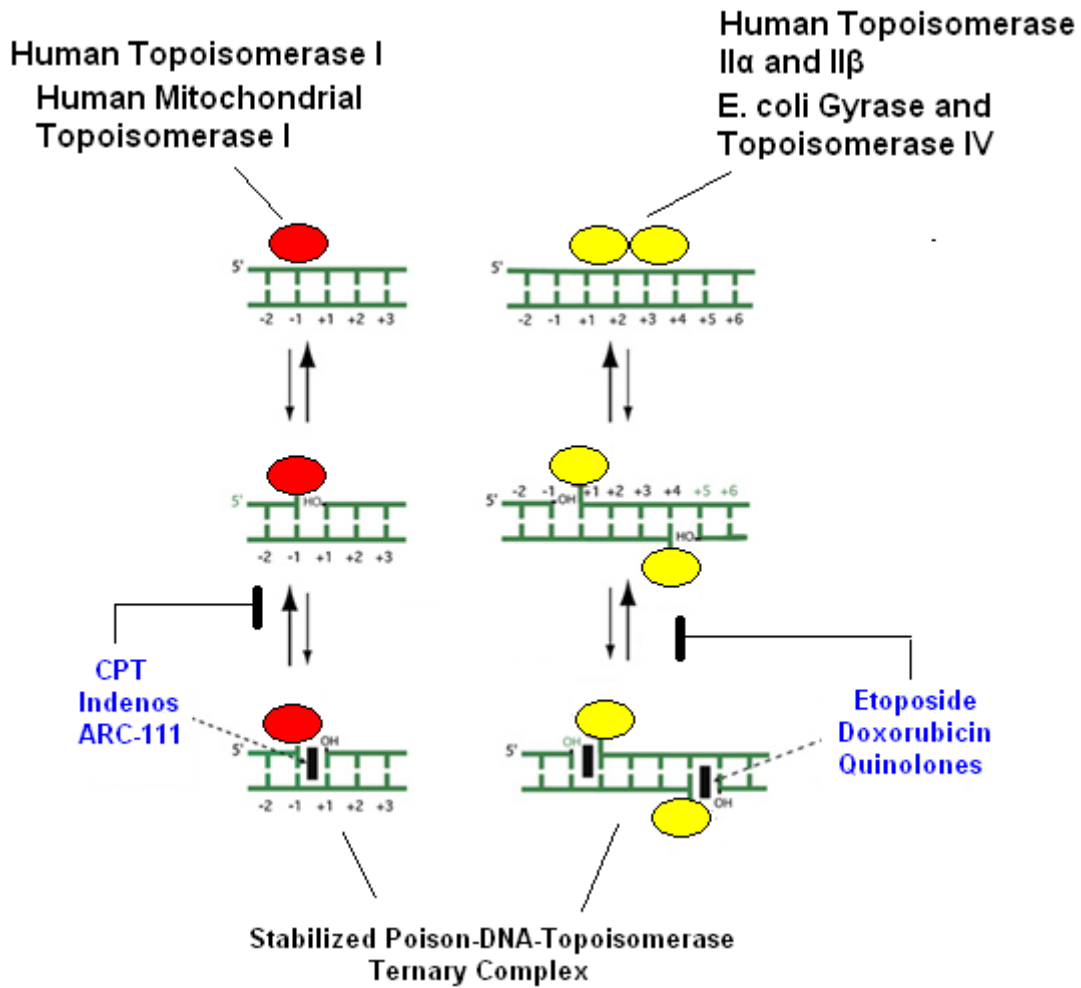 Human Topoisomerase I
Human Mitochondrial
Topoisomerase I
Human Topoisomerase
IIα and IIβ
E. coli Gyrase and
Topoisomerase IV
5'
-2 -1 +1 +2 +3
5'
-2 -1 +1 +2 +3 +4 +5 +6
5'
HO
-2 -1 +1 +2 +3
5'
-2 -1 +1 +2 +3 +4 +5 +6
OH
HO
CPT
Indenos
ARC-111
Etoposide
Doxorubicin
Quinolones
5'
OH
-2 -1 +1 +2 +3
5'
OH
OH
Stabilized Poison-DNA-Topoisomerase
Ternary Complex